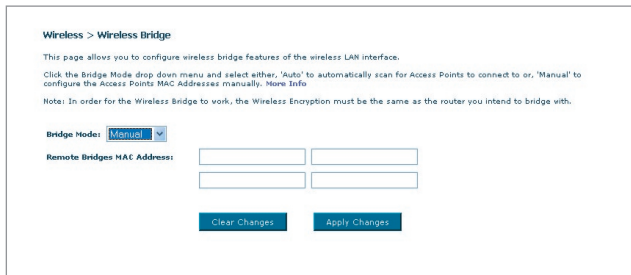 Wireless > Wireless Bridge
This page allows you to configure wireless bridge features of the wireless LAN interface.
Click the Bridge Mode drop down menu and select either, 'Auto' to automatically scan for Access Points to connect to or, 'Manual' to
configure the Access Points MAC Addresses manually. More Info
Note: In order for the Wireless Bridge to work, the Wireless Encryption must be the same as the router you intend to bridge with.
Bridge Mode: Manual
Remote Bridges MAC Address:
Clear Changes Apply Changes